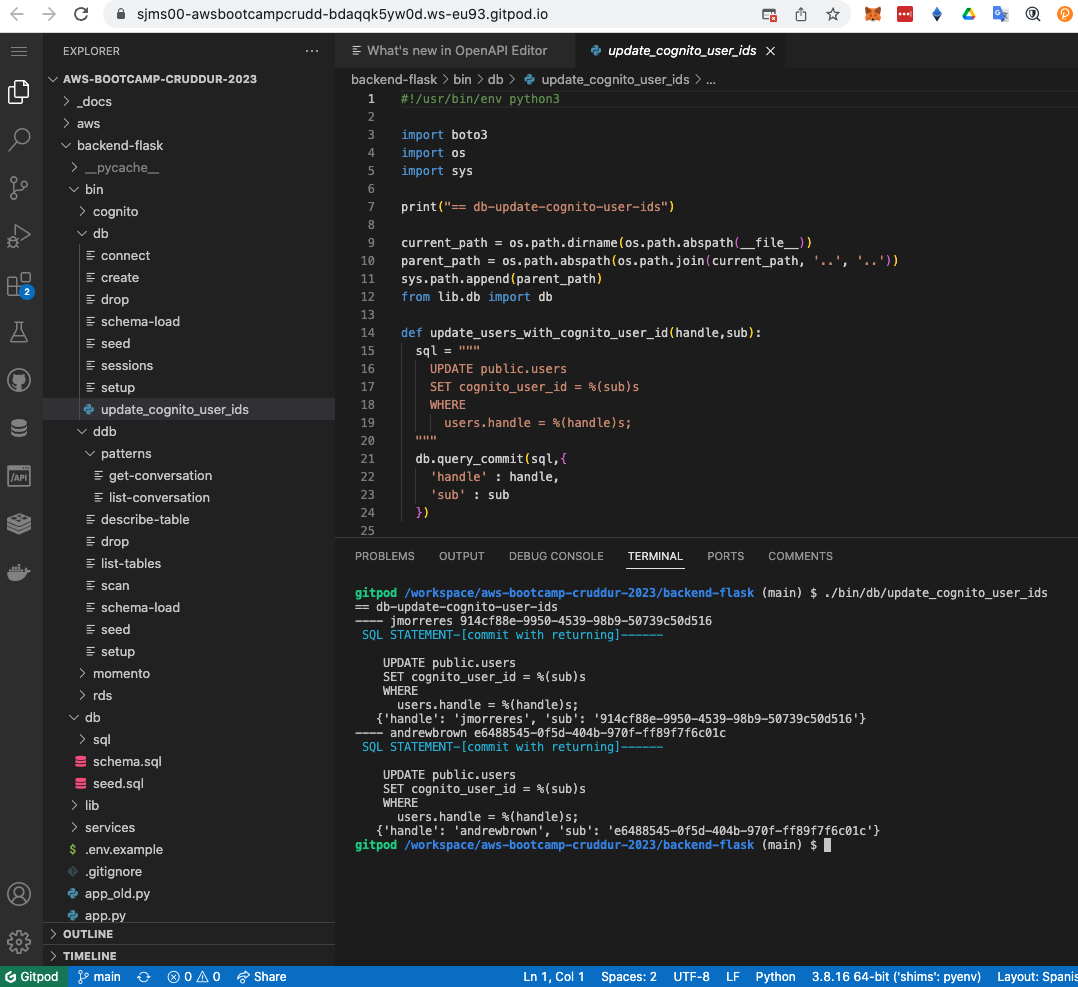 sjms00-awsbootcampcrudd-bdaqqk5yw0d.ws-eu93.gitpod.io
EXPLORER
AWS-BOOTCAMP-CRUDDUR-2023
_docs
aws
backend-flask
__pycache__
bin
cognito
db
connect
create
drop
schema-load
seed
sessions
setup
update_cognito_user_ids
ddb
patterns
get-conversation
list-conversation
describe-table
drop
list-tables
scan
schema-load
seed
setup
momento
rds
db
sql
schema.sql
seed.sql
lib
services
.env.example
.gitignore
app_old.py
app.py
OUTLINE
TIMELINE
2
/API
What's new in OpenAPI Editor
update_cognito_user_ids
backend-flask > bin > db > update_cognito_user_ids > ...
1 #!/usr/bin/env python3
2
3 import boto3
4 import os
5 import sys
6
7 print("== db-update-cognito-user-ids")
8
9 current_path = os.path.dirname(os.path.abspath(__file__))
10 parent_path = os.path.abspath(os.path.join(current_path, '..', '..'))
11 sys.path.append(parent_path)
12 from lib.db import db
13
14 def update_users_with_cognito_user_id(handle,sub):
15 sql = """
16 UPDATE public.users
17 SET cognito_user_id = %(sub)s
18 WHERE
19 users.handle = %(handle)s;
20 """
21 db.query_commit(sql,{
22 'handle' : handle,
23 'sub' : sub
24 })
25
PROBLEMS OUTPUT DEBUG CONSOLE TERMINAL PORTS COMMENTS
gitpod /workspace/aws-bootcamp-cruddur-2023/backend-flask (main) $ ./bin/db/update_cognito_user_ids
== db-update-cognito-user-ids
---- jmorreres 914cf88e-9950-4539-98b9-50739c50d516
SQL STATEMENT-[commit with returning]------
UPDATE public.users
SET cognito_user_id = %(sub)s
WHERE
users.handle = %(handle)s;
{'handle': 'jmorreres', 'sub': '914cf88e-9950-4539-98b9-50739c50d516'}
---- andrewbrown e6488545-0f5d-404b-970f-ff89f7f6c01c
SQL STATEMENT-[commit with returning]------
UPDATE public.users
SET cognito_user_id = %(sub)s
WHERE
users.handle = %(handle)s;
{'handle': 'andrewbrown', 'sub': 'e6488545-0f5d-404b-970f-ff89f7f6c01c'}
gitpod /workspace/aws-bootcamp-cruddur-2023/backend-flask (main) $
Gitpod main 0 0 Share Ln 1, Col 1 Spaces: 2 UTF-8 LF Python 3.8.16 64-bit ('shims': pyenv) Layout: Spanis